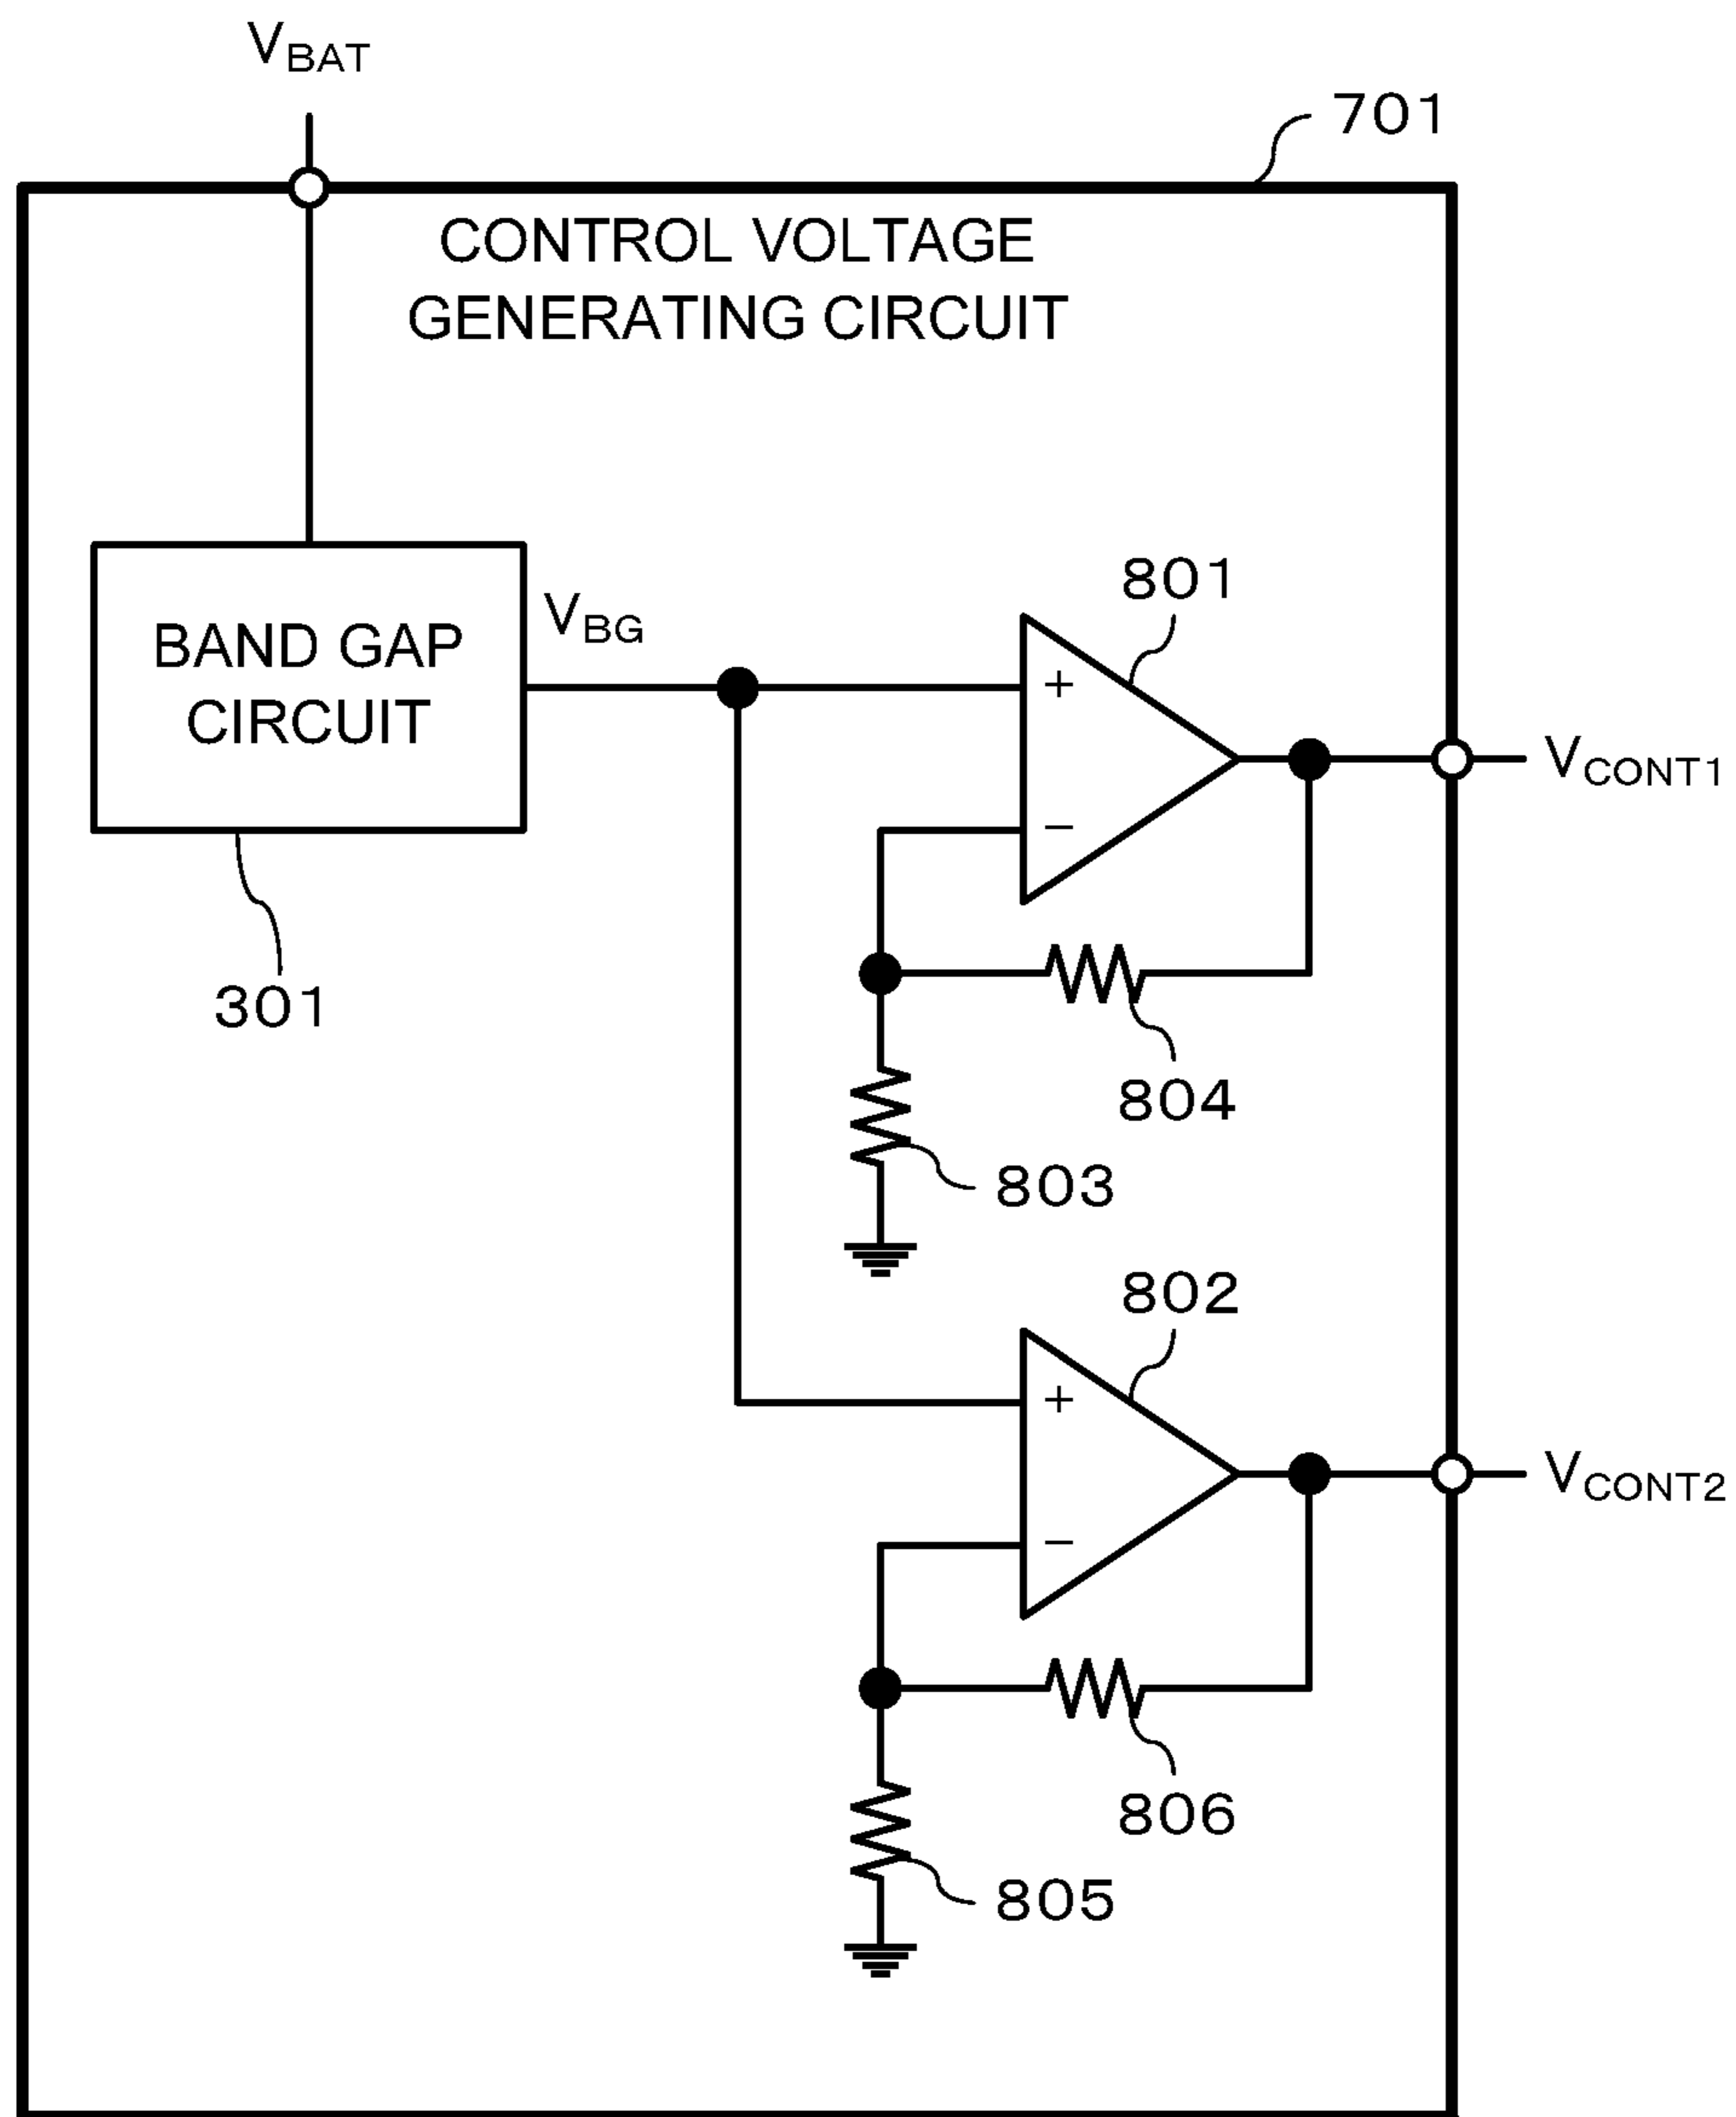 VBAT
701
CONTROL VOLTAGE
GENERATING CIRCUIT
BAND GAP
CIRCUIT
VBG
301
801
+
−
VCONT1
804
803
802
+
−
VCONT2
806
805